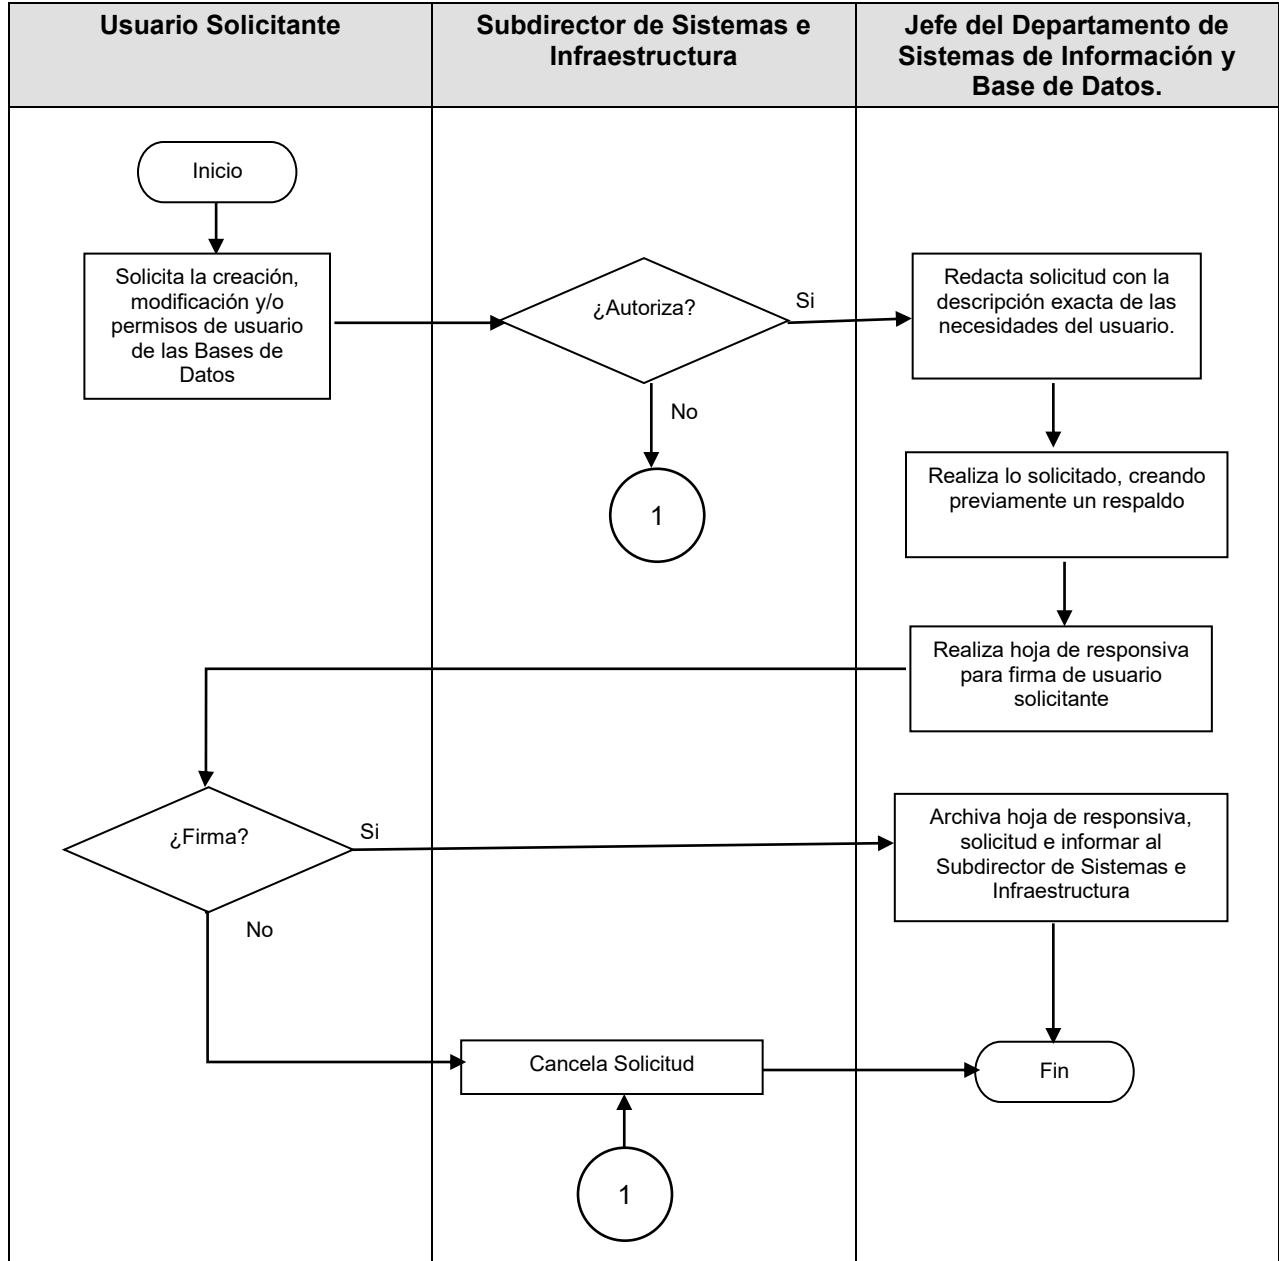 Usuario Solicitante
Subdirector de Sistemas e
Infraestructura
Jefe del Departamento de
Sistemas de Información y
Base de Datos.
Inicio
Solicita la creación,
modificación y/o
permisos de usuario
de las Bases de
Datos
¿Autoriza?
Si
No
1
Redacta solicitud con la
descripción exacta de las
necesidades del usuario.
Realiza lo solicitado, creando
previamente un respaldo
Realiza hoja de responsiva
para firma de usuario
solicitante
¿Firma?
Si
No
Archiva hoja de responsiva,
solicitud e informar al
Subdirector de Sistemas e
Infraestructura
Cancela Solicitud
Fin
1